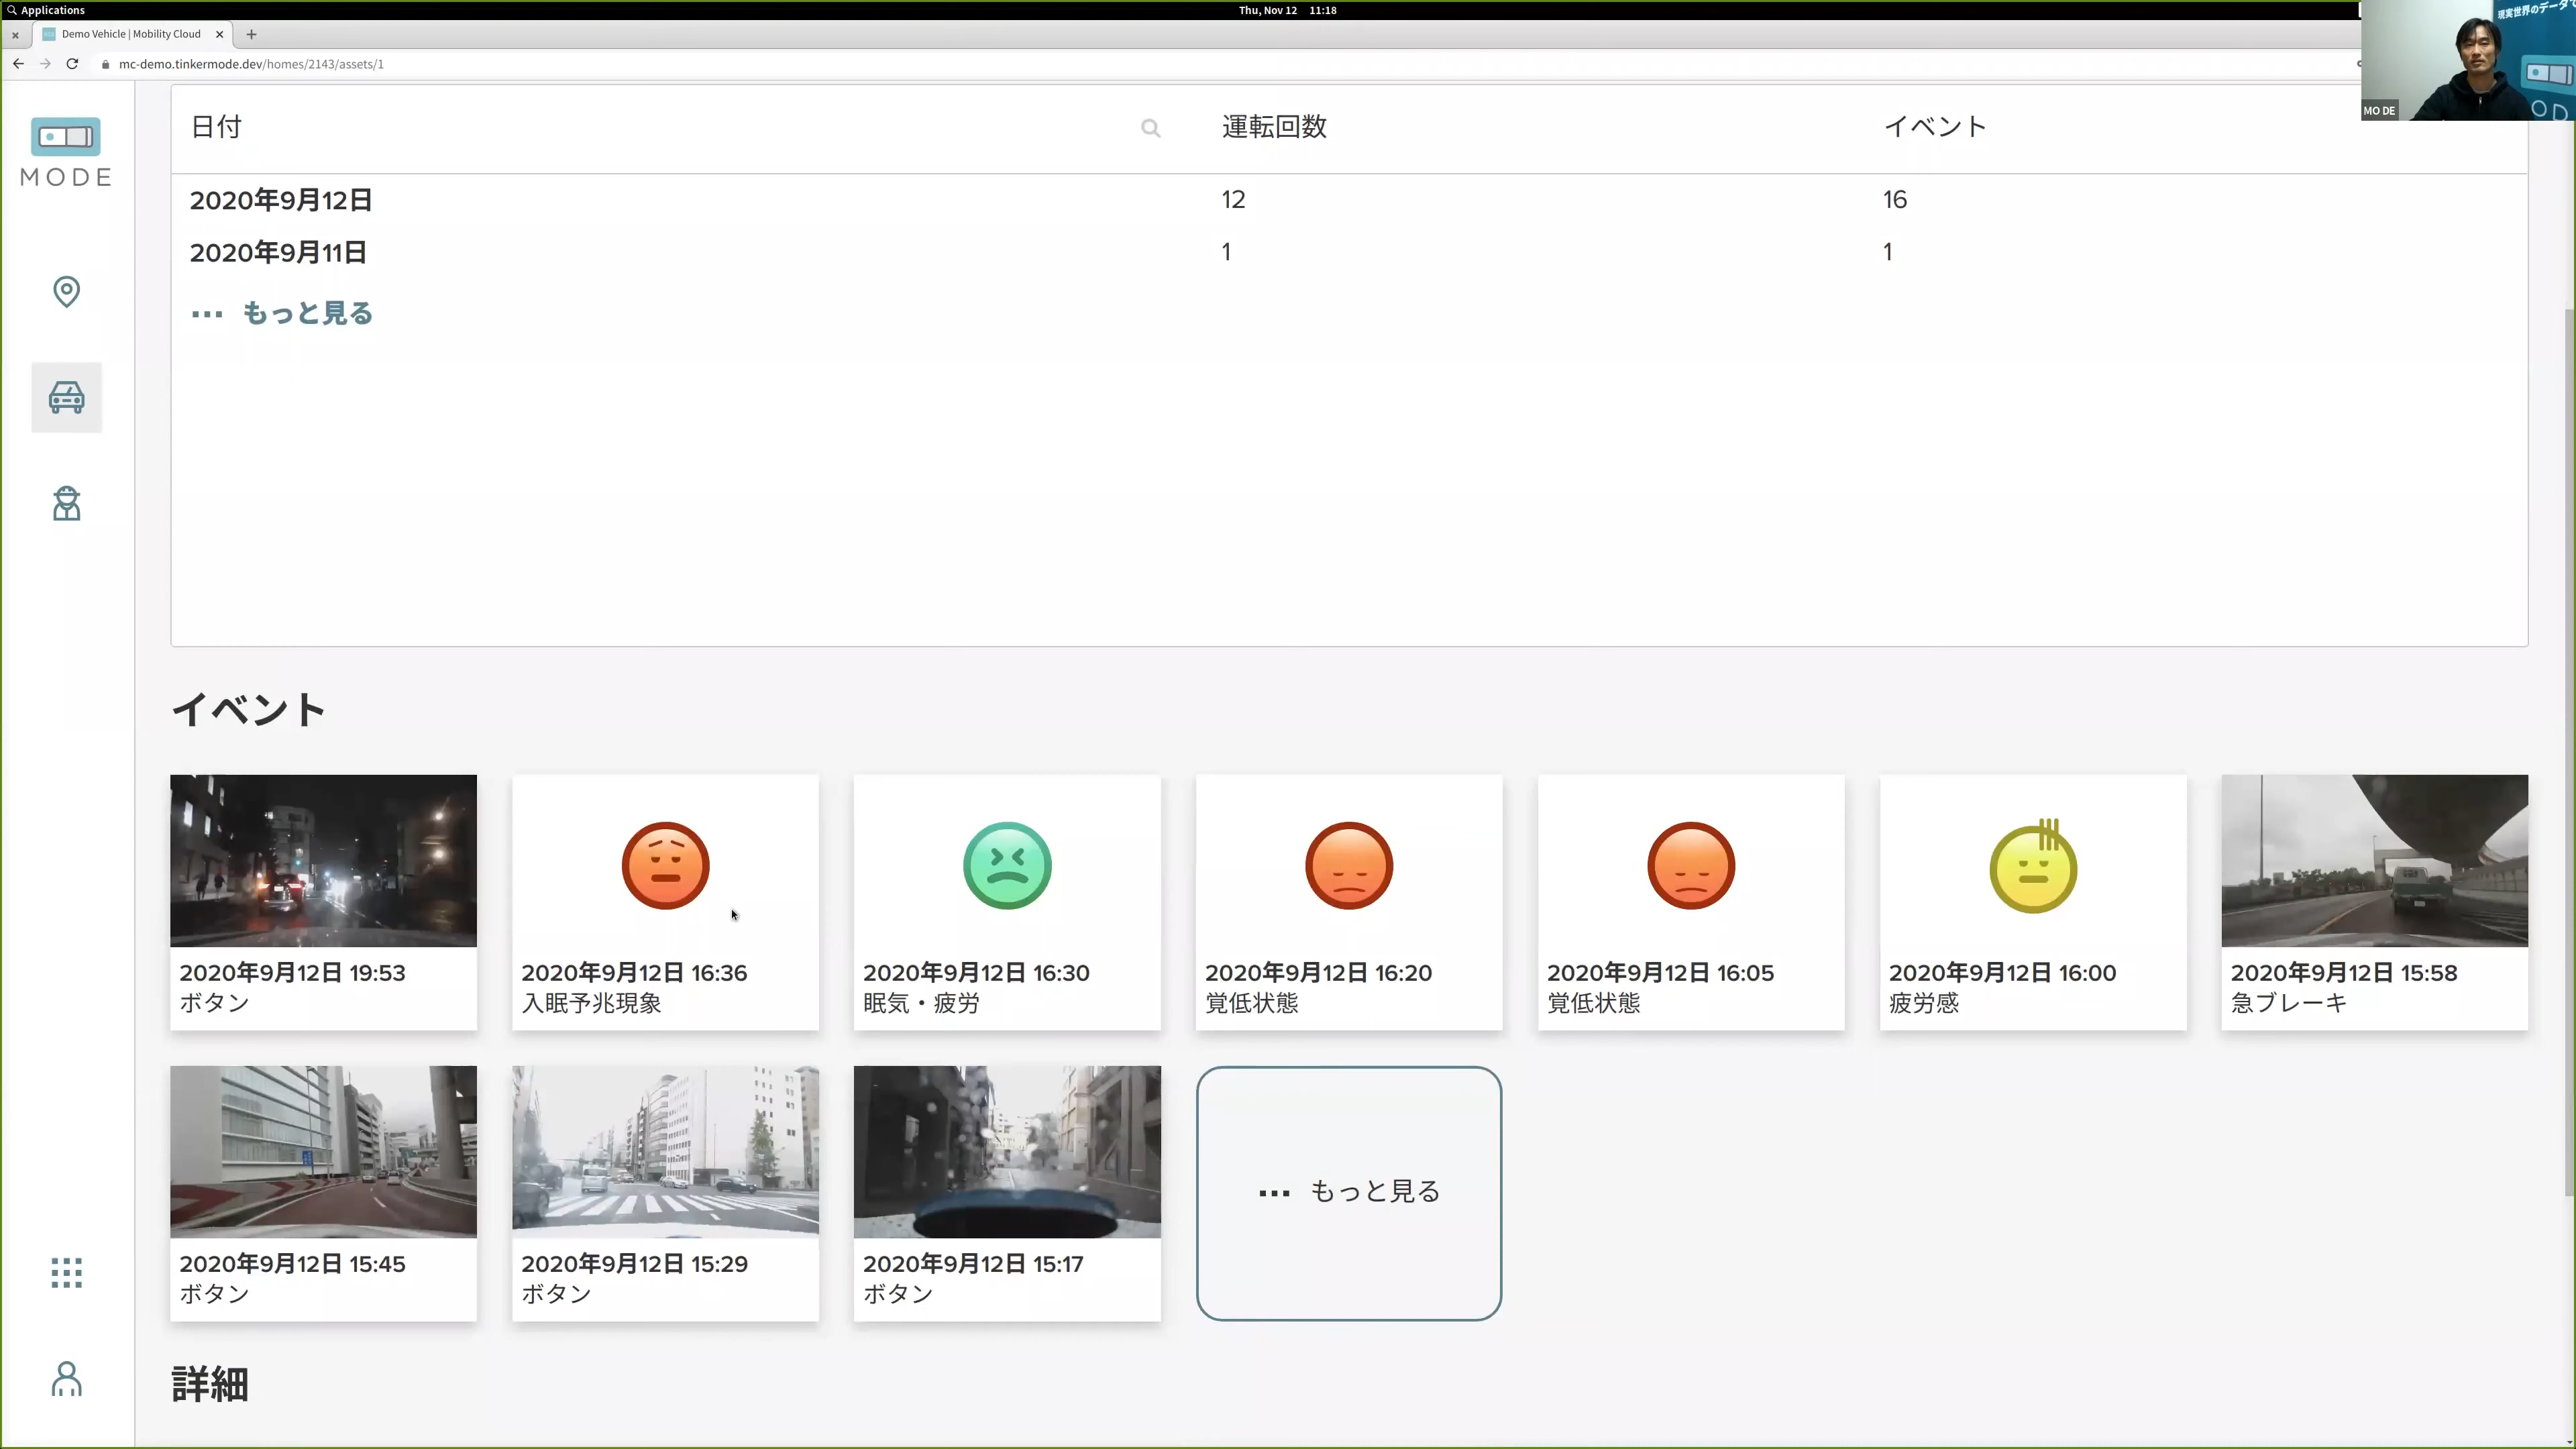 Applications
Thu, Nov 12 11:18
Demo Vehicle | Mobility Cloud
mc-demo.tinkermode.dev/homes/2143/assets/1
現実世界のデータで
MO DE
MODE
日付 運転回数 イベント
2020年9月12日 12 16
2020年9月11日 1 1
••• もっと見る
イベント
2020年9月12日 19:53
ボタン
2020年9月12日 16:36
入眠予兆現象
2020年9月12日 16:30
眠気・疲労
2020年9月12日 16:20
覚低状態
2020年9月12日 16:05
覚低状態
2020年9月12日 16:00
疲労感
2020年9月12日 15:58
急ブレーキ
2020年9月12日 15:45
ボタン
2020年9月12日 15:29
ボタン
2020年9月12日 15:17
ボタン
••• もっと見る
詳細